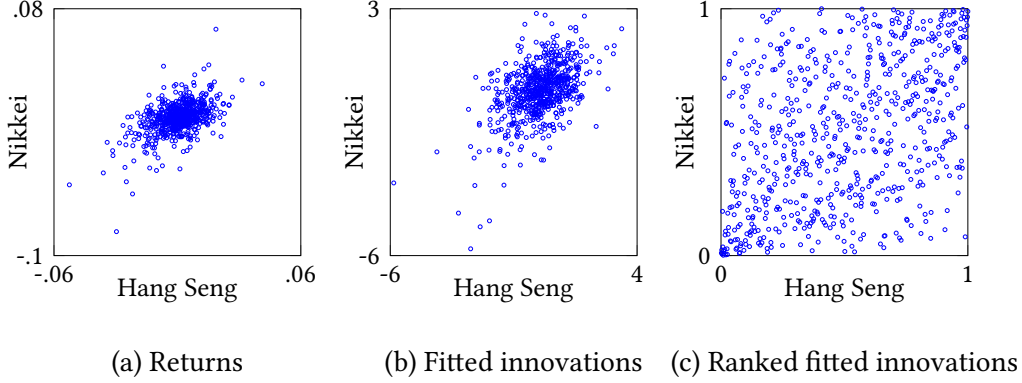 .08
Nikkei
-.1
-.06
.06
Hang Seng
(a) Returns
3
Nikkei
-6
-6
4
Hang Seng
(b) Fitted innovations
1
Nikkei
0
0
1
Hang Seng
(c) Ranked fitted innovations